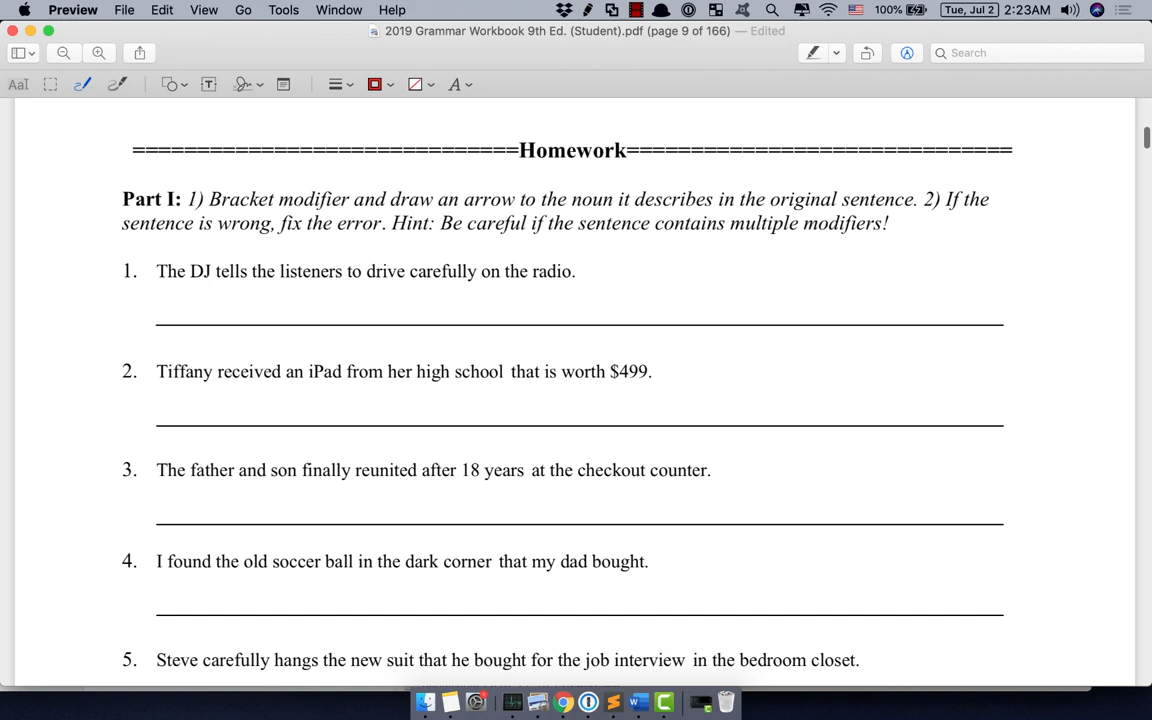 Preview File Edit View Go Tools Window Help 100% Tue, Jul 2 2:23AM
2019 Grammar Workbook 9th Ed. (Student).pdf (page 9 of 166) — Edited
Search
AaI T A
==============================Homework==============================
Part I: 1) Bracket modifier and draw an arrow to the noun it describes in the original sentence. 2) If the
sentence is wrong, fix the error. Hint: Be careful if the sentence contains multiple modifiers!
1. The DJ tells the listeners to drive carefully on the radio.
2. Tiffany received an iPad from her high school that is worth $499.
3. The father and son finally reunited after 18 years at the checkout counter.
4. I found the old soccer ball in the dark corner that my dad bought.
5. Steve carefully hangs the new suit that he bought for the job interview in the bedroom closet.